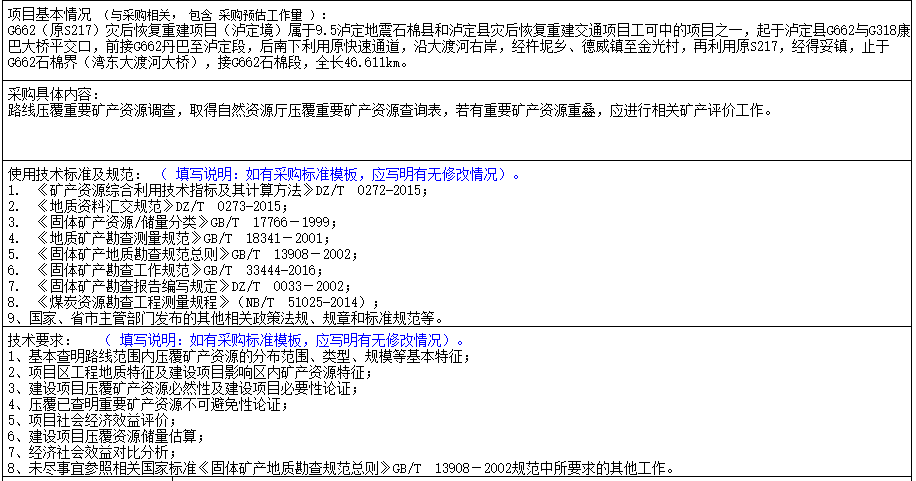 项目基本情况 （与采购相关， 包含 采购预估工作量 ）：
G662（原S217）灾后恢复重建项目（泸定境）属于9.5泸定地震石棉县和泸定县灾后恢复重建交通项目工可中的项目之一，起于泸定县G662与G318康
巴大桥平交口，前接G662丹巴至泸定段，后南下利用原快速通道，沿大渡河右岸，经杵坭乡、德威镇至金光村，再利用原S217，经得妥镇，止于
G662石棉界（湾东大渡河大桥），接G662石棉段，全长46.611km。
采购具体内容：
路线压覆重要矿产资源调查，取得自然资源厅压覆重要矿产资源查询表，若有重要矿产资源重叠，应进行相关矿产评价工作。
使用技术标准及规范： （ 填写说明：如有采购标准模板，应写明有无修改情况）。
1. 《矿产资源综合利用技术指标及其计算方法》DZ/T 0272-2015；
2. 《地质资料汇交规范》DZ/T 0273-2015；
3. 《固体矿产资源/储量分类》GB/T 17766－1999；
4. 《地质矿产勘查测量规范》GB/T 18341－2001；
5. 《固体矿产地质勘查规范总则》GB/T 13908－2002；
6. 《固体矿产勘查工作规范》GB/T 33444-2016；
7. 《固体矿产勘查报告编写规定》DZ/T 0033－2002；
8. 《煤炭资源勘查工程测量规程》（NB/T 51025-2014）；
9、国家、省市主管部门发布的其他相关政策法规、规章和标准规范等。
技术要求： （ 填写说明：如有采购标准模板，应写明有无修改情况）。
1、基本查明路线范围内压覆矿产资源的分布范围、类型、规模等基本特征；
2、项目区工程地质特征及建设项目影响区内矿产资源特征；
3、建设项目压覆矿产资源必然性及建设项目必要性论证；
4、压覆已查明重要矿产资源不可避免性论证；
5、项目社会经济效益评价；
6、建设项目压覆资源储量估算；
7、经济社会效益对比分析；
8、未尽事宜参照相关国家标准《固体矿产地质勘查规范总则》GB/T 13908－2002规范中所要求的其他工作。